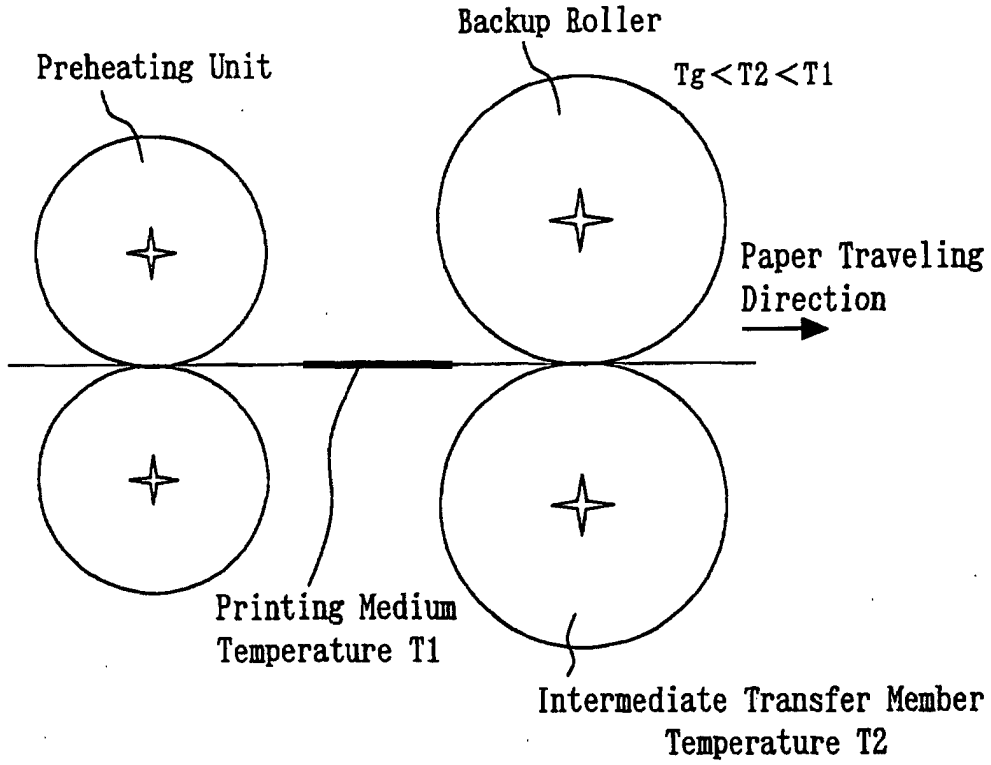 Backup Roller
Preheating Unit
Tg<T2<T1
Paper Traveling
Direction
Printing Medium
Temperature T1
Intermediate Transfer Member
Temperature T2